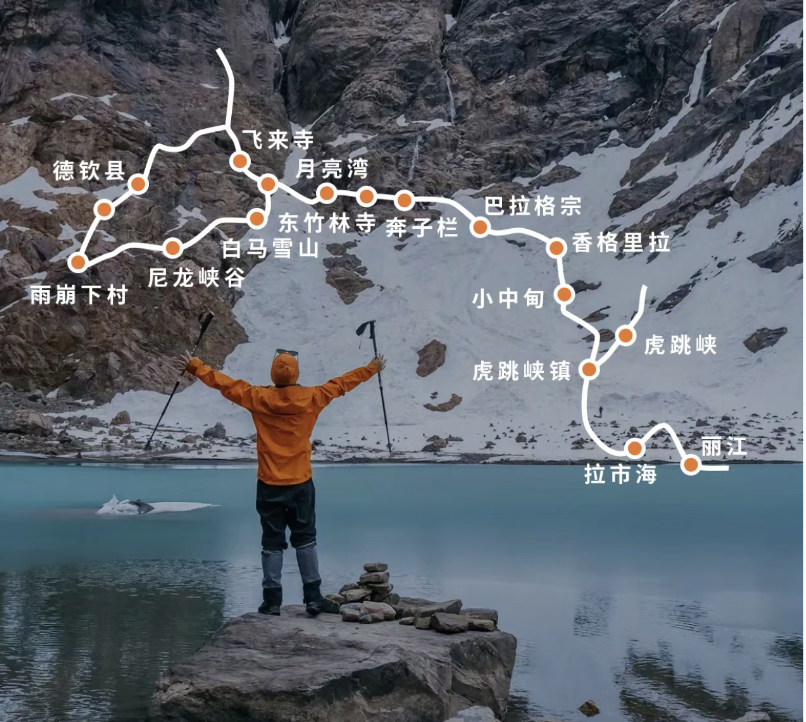 飞来寺
德钦县
月亮湾
巴拉格宗
东竹林寺
奔子栏
香格里拉
白马雪山
尼龙峡谷
雨崩下村
小中甸
虎跳峡
虎跳峡镇
丽江
拉市海